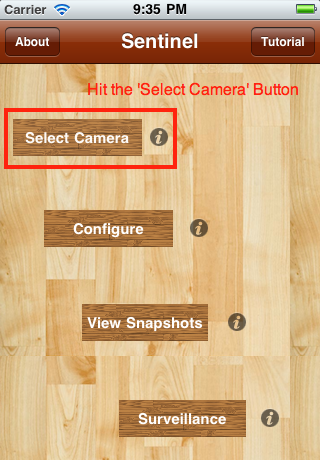 Carrier 9:35 PM
About Sentinel Tutorial
Hit the 'Select Camera' Button
Select Camera i
Configure i
View Snapshots i
Surveillance i